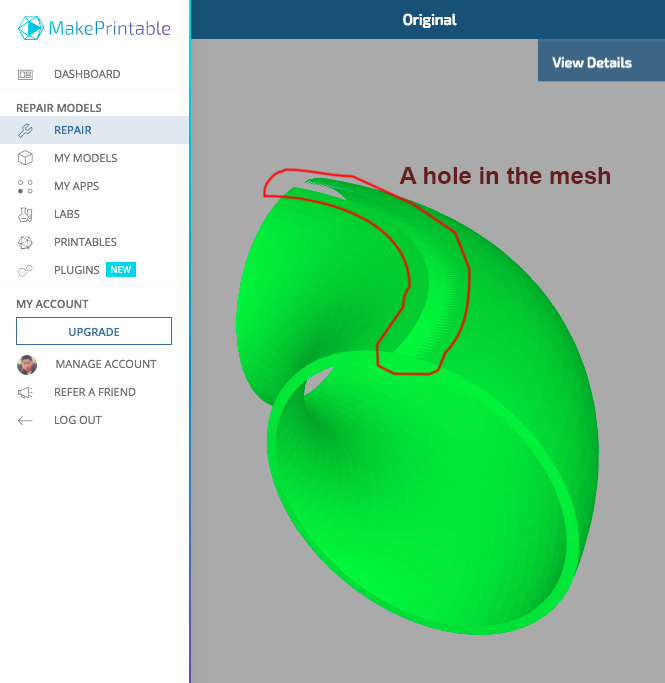 MakePrintable
DASHBOARD
REPAIR MODELS
REPAIR
MY MODELS
MY APPS
LABS
PRINTABLES
PLUGINS NEW
MY ACCOUNT
UPGRADE
MANAGE ACCOUNT
REFER A FRIEND
LOG OUT
Original
View Details
A hole in the mesh